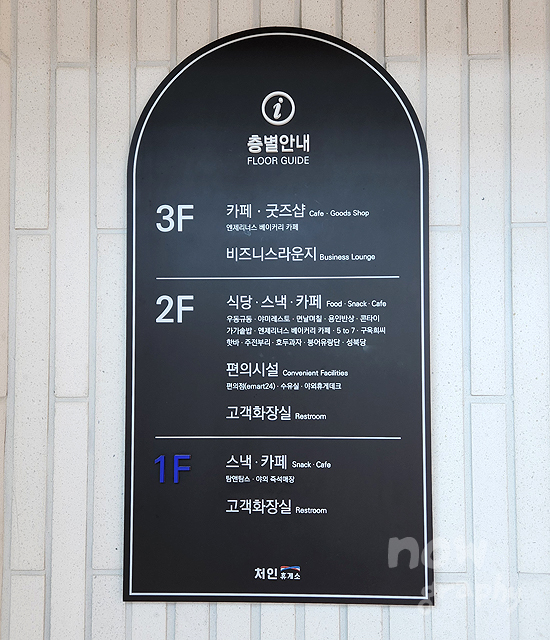 i
층별안내
FLOOR GUIDE
3F
카페 · 굿즈샵 Cafe · Goods Shop
엔제리너스 베이커리 카페
비즈니스라운지 Business Lounge
2F
식당 · 스낵 · 카페 Food · Snack · Cafe
우동규동 · 아미레스트 · 면날며칠 · 용인반상 · 콘타이
가가솥밥 · 엔제리너스 베이커리 카페 · 5 to 7 · 구욱희씨
핫바 · 주전부리 · 호두과자 · 붕어유랑단 · 성복당
편의시설 Convenient Facilities
편의점(emart24) · 수유실 · 야외휴게데크
고객화장실 Restroom
1F
스낵 · 카페 Snack · Cafe
탐앤탐스 · 야외 즉석매장
고객화장실 Restroom
처인 휴게소
now
graphy